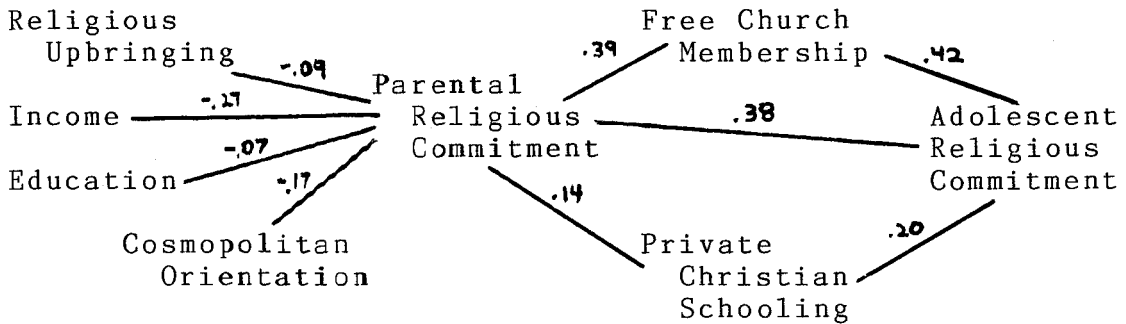 Religious
Upbringing
-.09
Income
-.27
Education
-.07
Cosmopolitan
Orientation
-.17
Parental
Religious
Commitment
.39
Free Church
Membership
.42
.38
.14
Private
Christian
Schooling
.20
Adolescent
Religious
Commitment